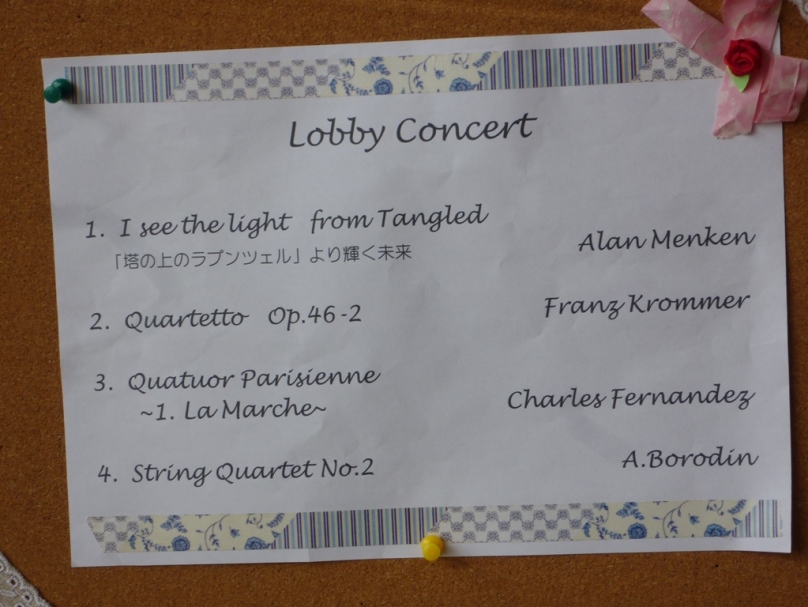 Lobby Concert
1. I see the light from Tangled
「塔の上のラプンツェル」より輝く未来
Alan Menken
2. Quartetto Op.46-2
Franz Krommer
3. Quatuor Parisienne
~1. La Marche~
Charles Fernandez
4. String Quartet No.2
A.Borodin